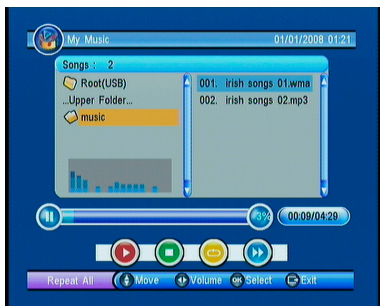 My Music 01/01/2008 01:21
Songs : 2
Root(USB)
...Upper Folder...
music
001. irish songs 01.wma
002. irish songs 02.mp3
3% 00:09/04:29
Repeat All Move Volume OK Select Exit